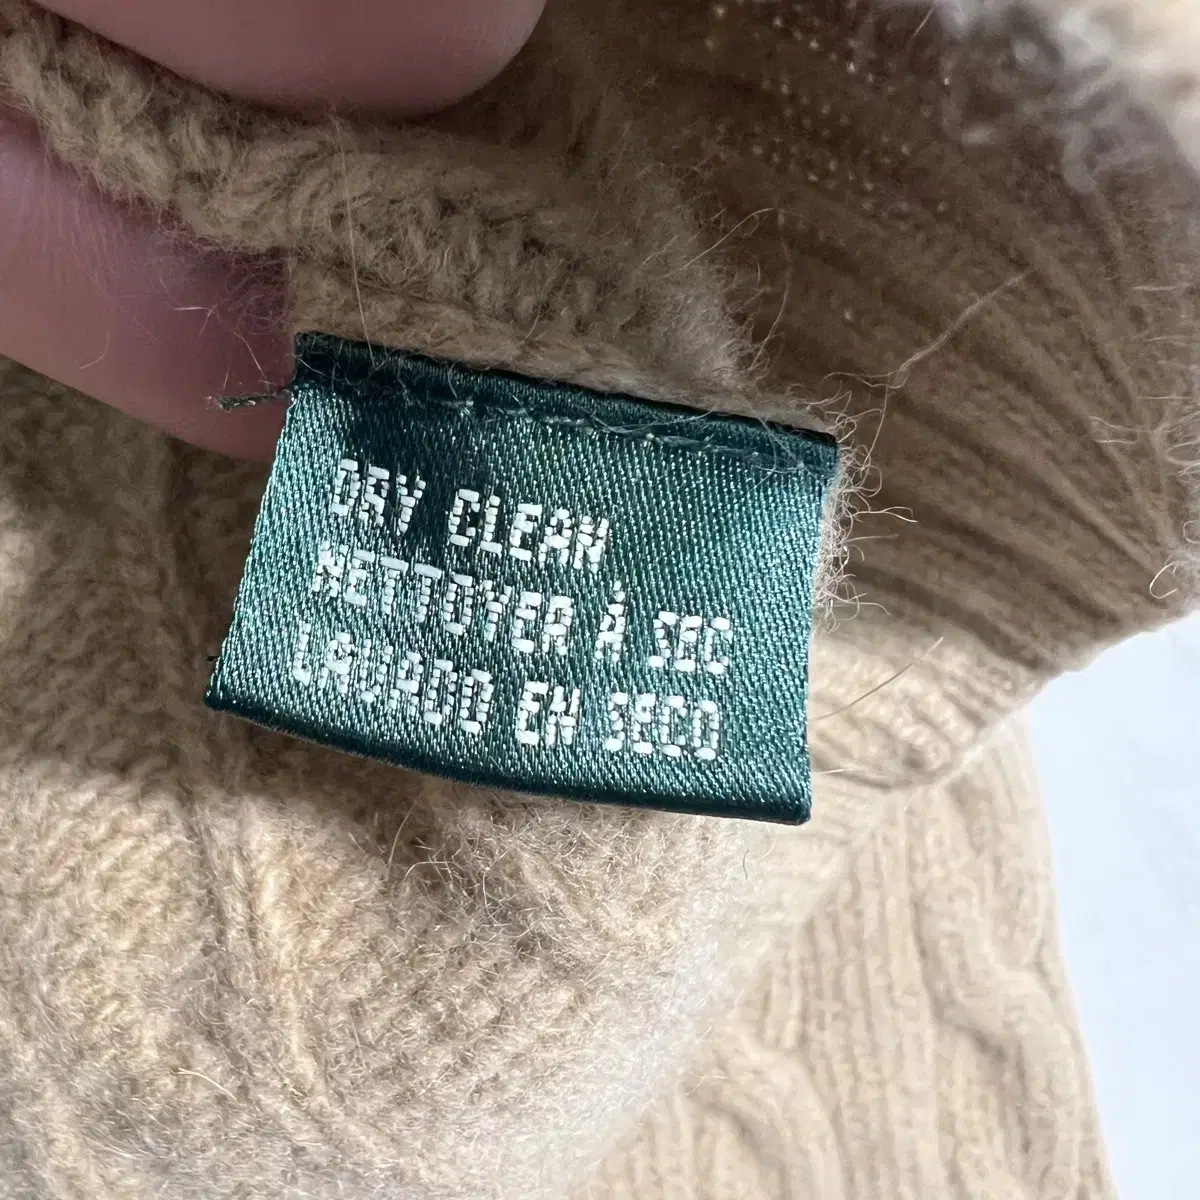 DRY CLEAN
NETTOYER À SEC
LAVADO EN SECO